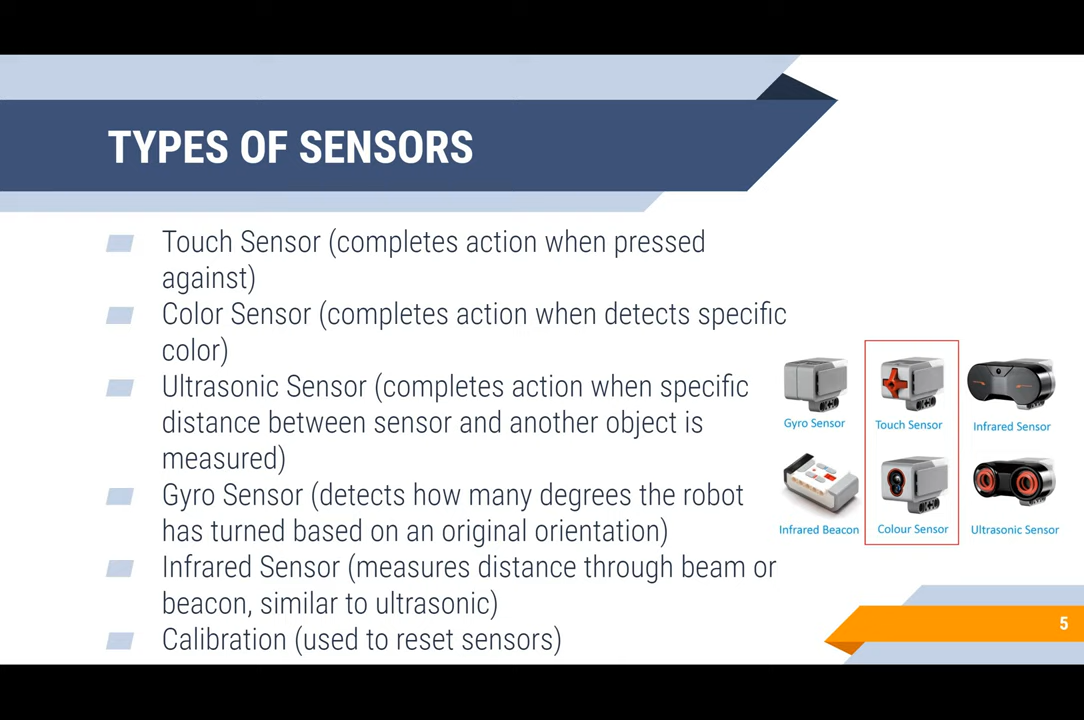 TYPES OF SENSORS
Touch Sensor (completes action when pressed
against)
Color Sensor (completes action when detects specific
color)
Ultrasonic Sensor (completes action when specific
distance between sensor and another object is
measured)
Gyro Sensor (detects how many degrees the robot
has turned based on an original orientation)
Infrared Sensor (measures distance through beam or
beacon, similar to ultrasonic)
Calibration (used to reset sensors)
Gyro Sensor
Touch Sensor
Infrared Sensor
Infrared Beacon
Colour Sensor
Ultrasonic Sensor
5